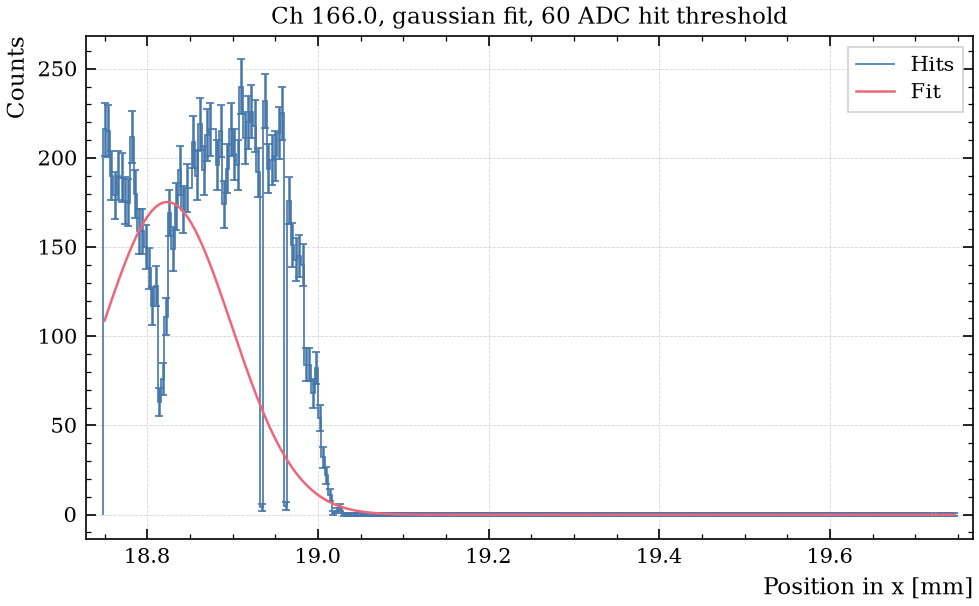 Ch 166.0, gaussian fit, 60 ADC hit threshold
Counts
250
200
150
100
50
0
Hits
Fit
18.8
19.0
19.2
19.4
19.6
Position in x [mm]